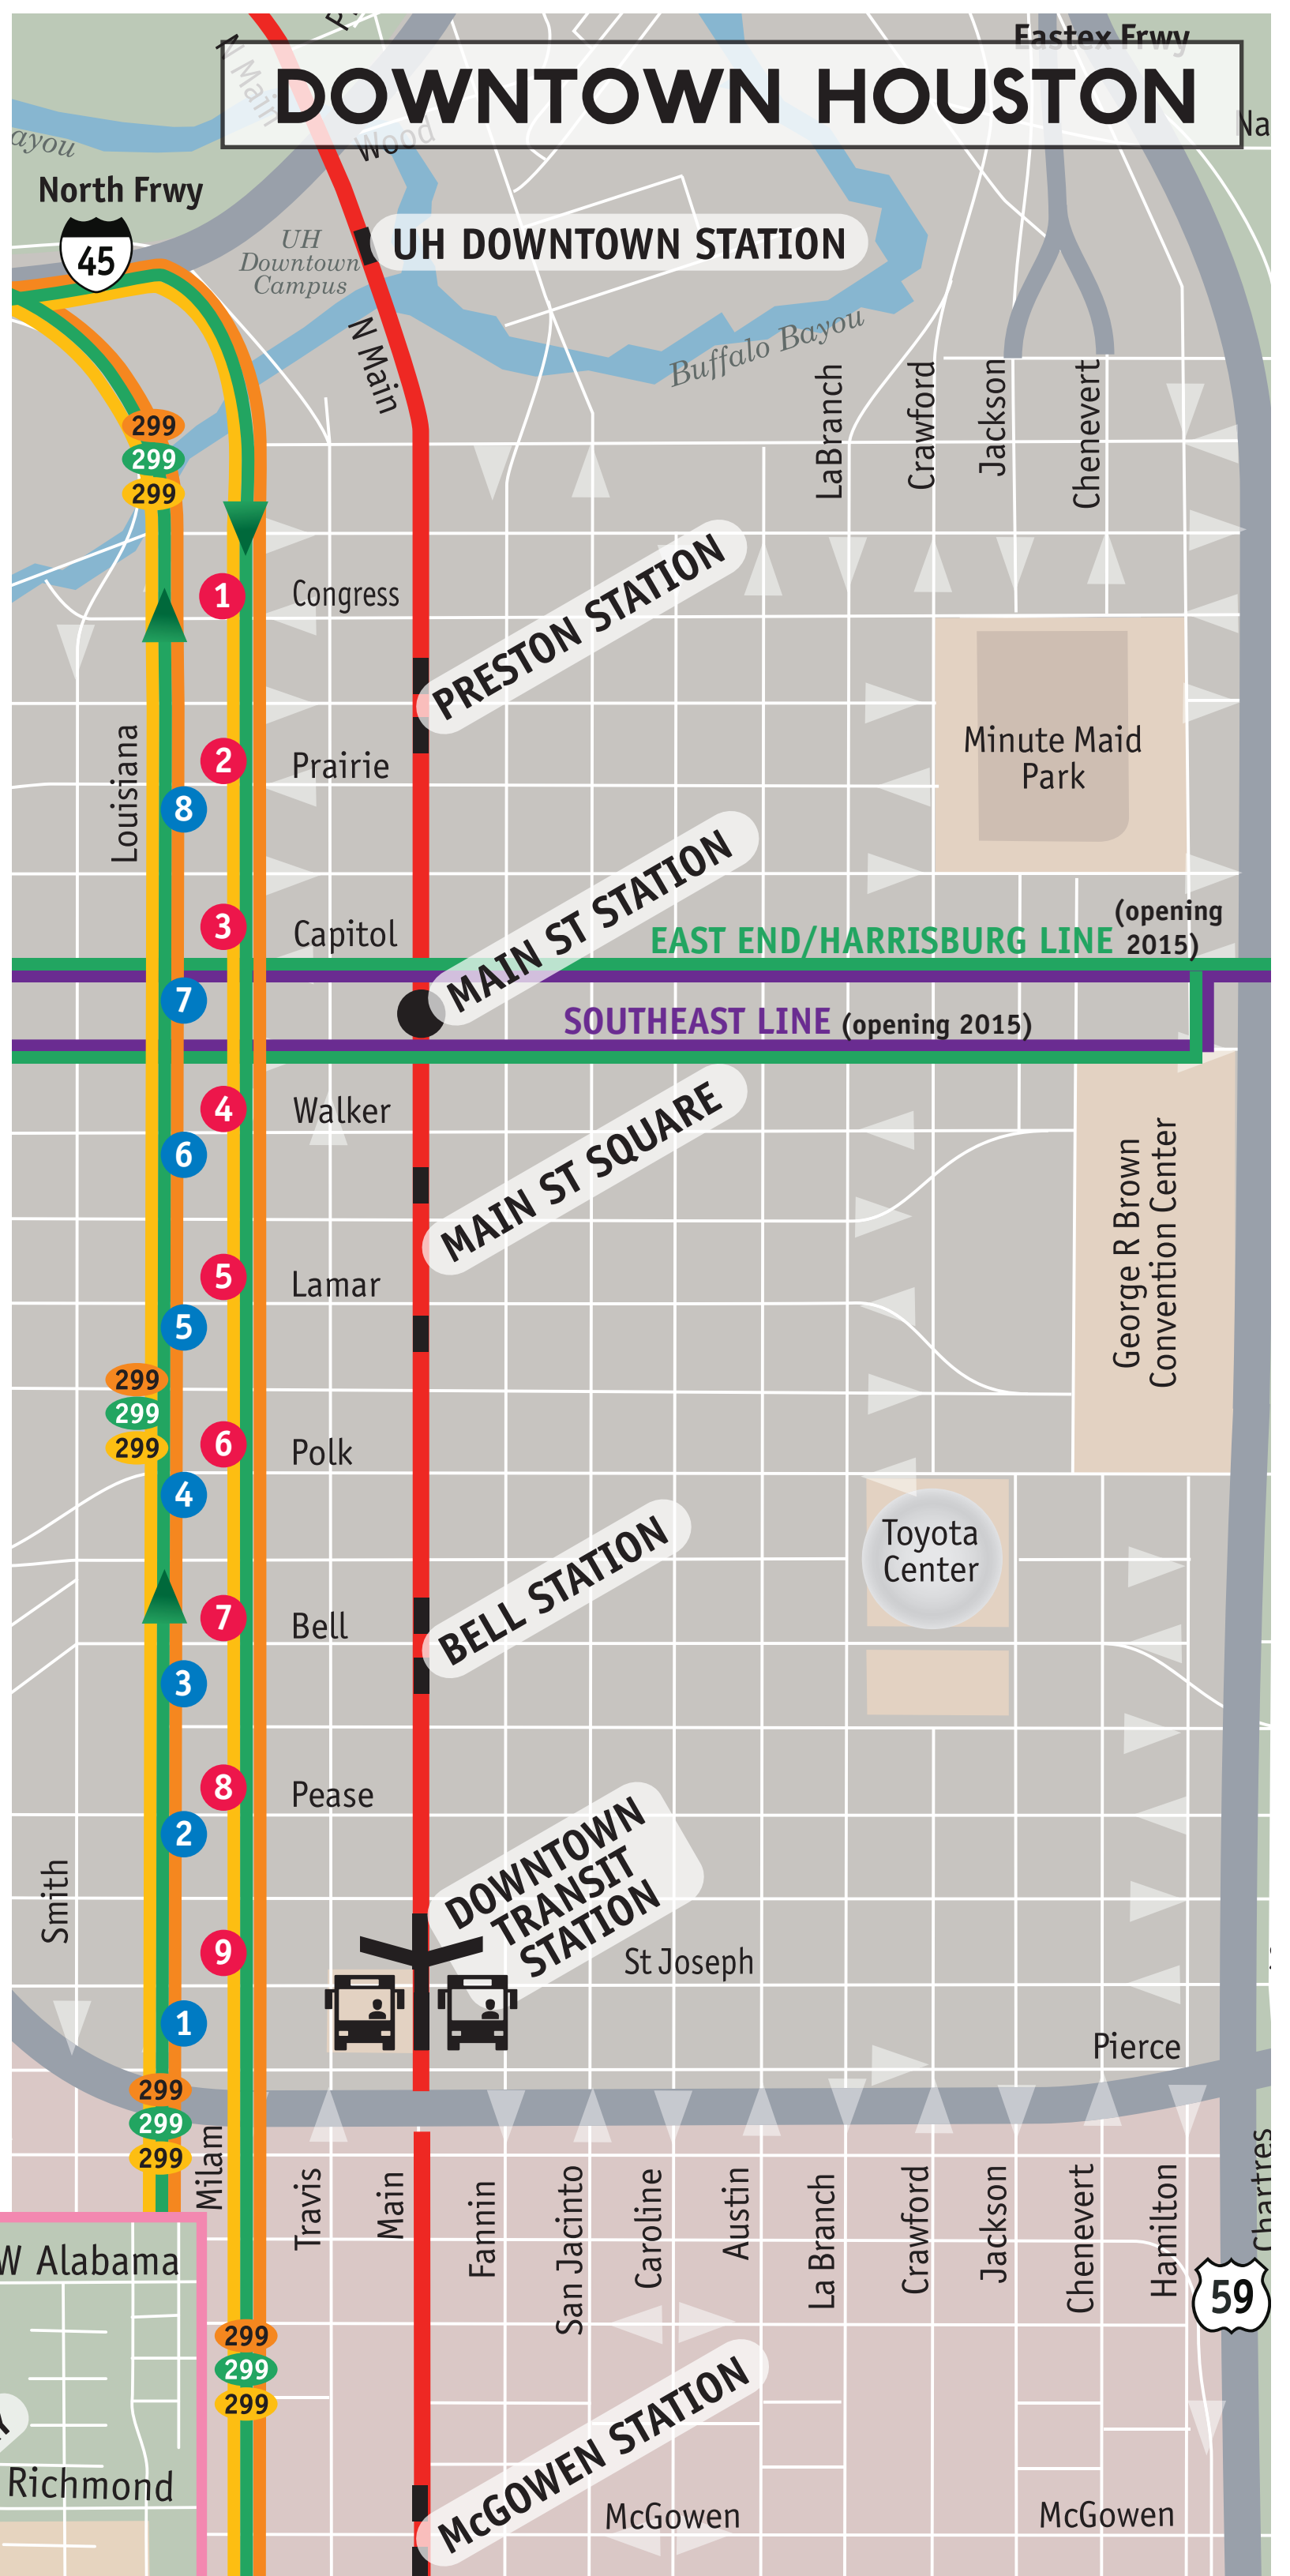 Eastex Frwy
DOWNTOWN HOUSTON
N Main
Wood
Na
ayou
North Frwy
45
UH
Downtown
Campus
UH DOWNTOWN STATION
N Main
Buffalo Bayou
LaBranch
Crawford
Jackson
Chenevert
299
299
299
1
Congress
PRESTON STATION
Louisiana
2
Prairie
8
Minute Maid
Park
3
Capitol
MAIN ST STATION
EAST END/HARRISBURG LINE (opening
2015)
7
SOUTHEAST LINE (opening 2015)
4
Walker
6
MAIN ST SQUARE
George R Brown
Convention Center
5
Lamar
5
299
299
299
6
Polk
4
Toyota
Center
BELL STATION
7
Bell
3
8
Pease
2
Smith
DOWNTOWN
TRANSIT
STATION
9
St Joseph
1
Pierce
299
299
299
Milam
Travis
Main
Fannin
San Jacinto
Caroline
Austin
La Branch
Crawford
Jackson
Chenevert
Hamilton
Chartres
59
W Alabama
299
299
299
Richmond
McGOWEN STATION
McGowen
McGowen